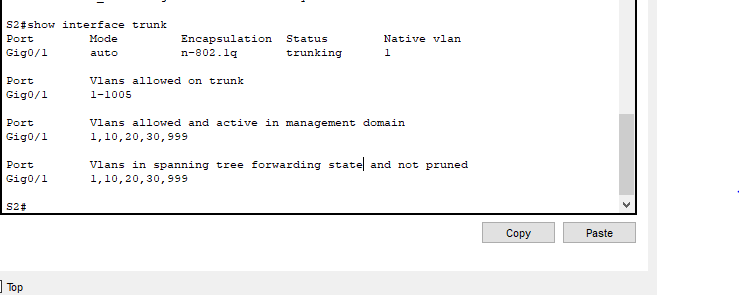 S2#show interface trunk
Port Mode Encapsulation Status Native vlan
Gig0/1 auto n-802.1q trunking 1
Port Vlans allowed on trunk
Gig0/1 1-1005
Port Vlans allowed and active in management domain
Gig0/1 1,10,20,30,999
Port Vlans in spanning tree forwarding state and not pruned
Gig0/1 1,10,20,30,999
S2#
Copy Paste
Top